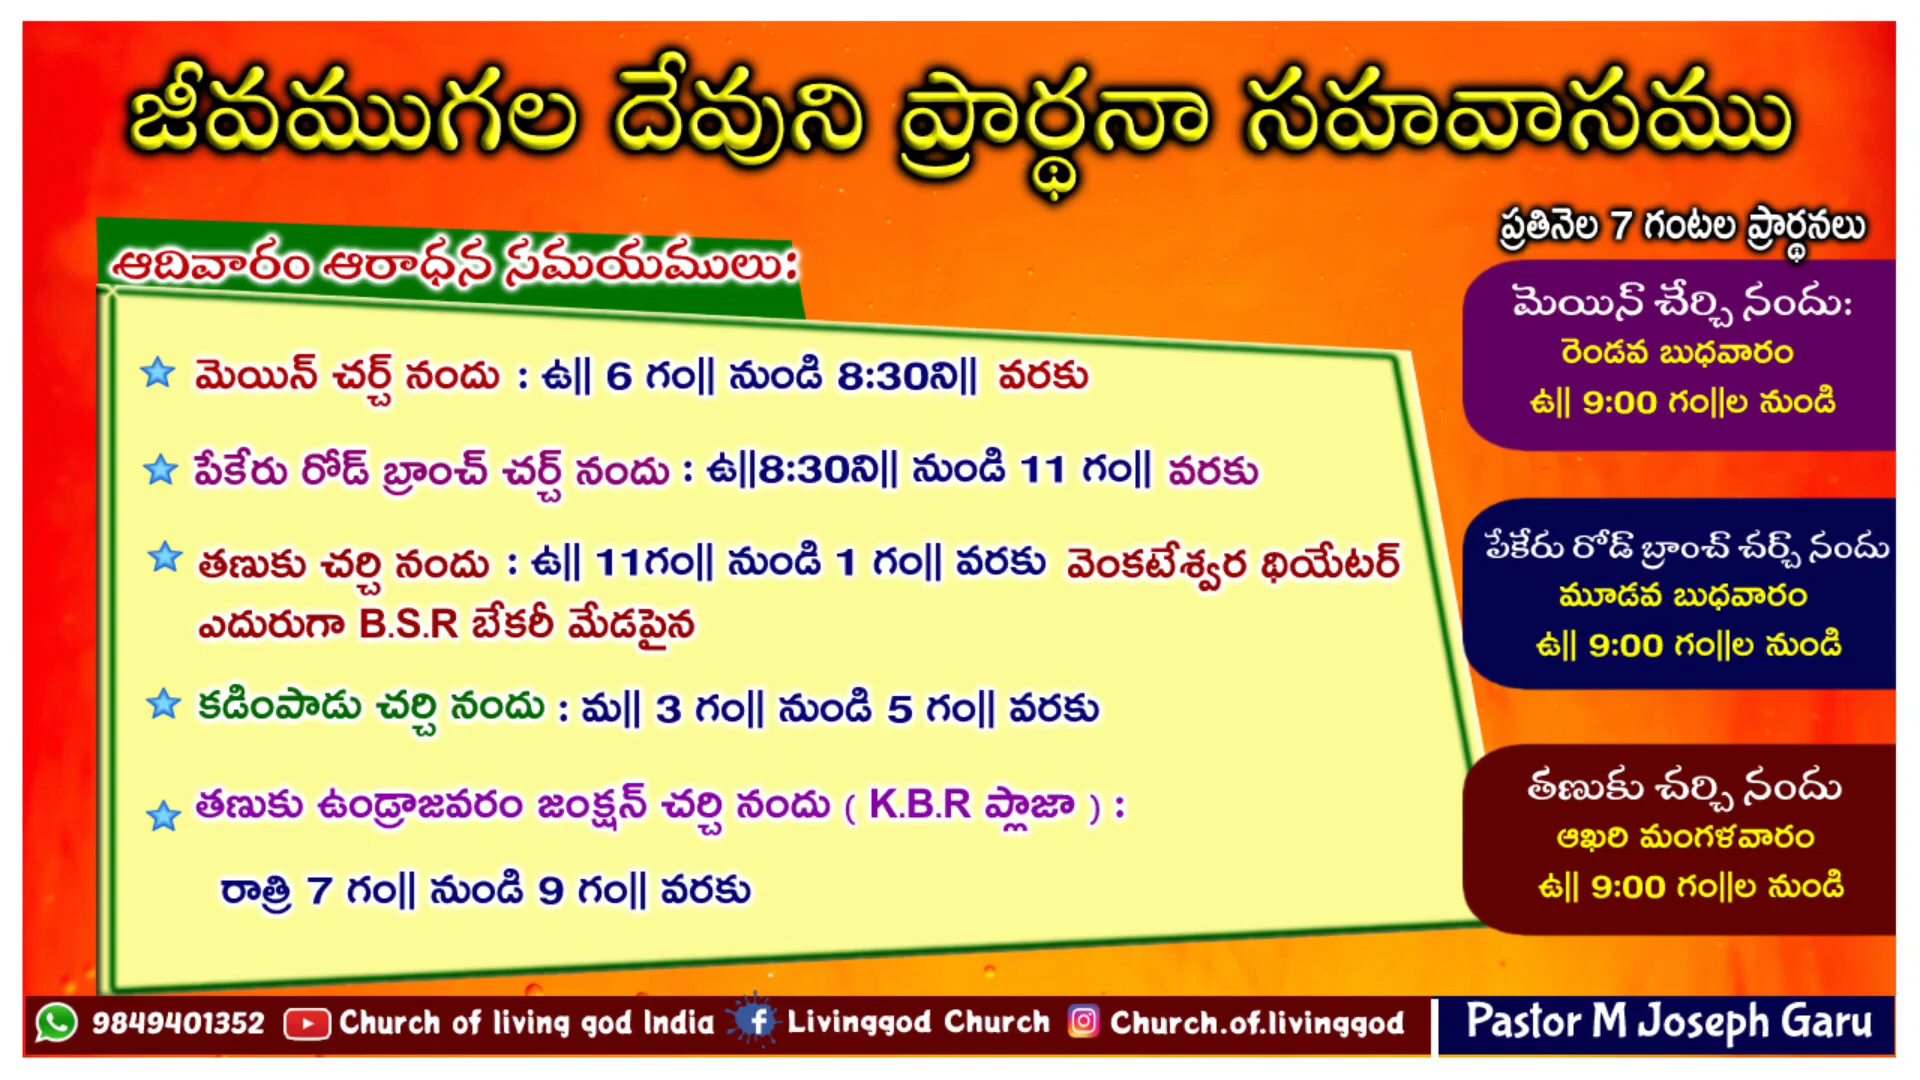 జీవముగల దేవుని ప్రార్థనా సహవాసము
ఆదివారం ఆరాధన సమయములు:
మెయిన్ చర్చ్ నందు : ఉ|| 6 గం|| నుండి 8:30ని|| వరకు
పేకేరు రోడ్ బ్రాంచ్ చర్చ్ నందు : ఉ||8:30ని|| నుండి 11 గం|| వరకు
తణుకు చర్చి నందు : ఉ|| 11గం|| నుండి 1 గం|| వరకు వెంకటేశ్వర థియేటర్
ఎదురుగా B.S.R బేకరీ మేడపైన
కడింపాడు చర్చి నందు : మ|| 3 గం|| నుండి 5 గం|| వరకు
తణుకు ఉండ్రాజవరం జంక్షన్ చర్చి నందు ( K.B.R ప్లాజా ) :
రాత్రి 7 గం|| నుండి 9 గం|| వరకు
ప్రతినెల 7 గంటల ప్రార్థనలు
మెయిన్ చేర్చి నందు:
రెండవ బుధవారం
ఉ|| 9:00 గం||ల నుండి
పేకేరు రోడ్ బ్రాంచ్ చర్చ్ నందు
మూడవ బుధవారం
ఉ|| 9:00 గం||ల నుండి
తణుకు చర్చి నందు
ఆఖరి మంగళవారం
ఉ|| 9:00 గం||ల నుండి
9849401352 Church of living god India Livinggod Church Church.of.livinggod Pastor M Joseph Garu